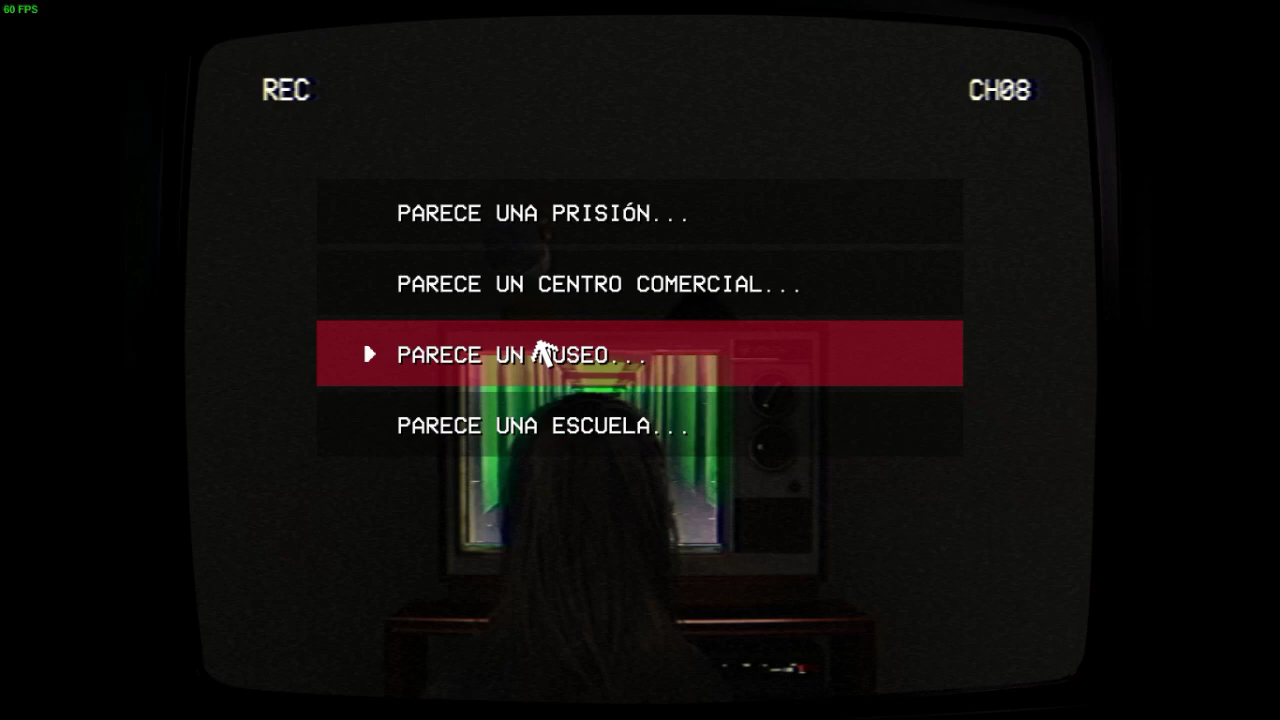 60 FPS
REC
CH08
PARECE UNA PRISIÓN...
PARECE UN CENTRO COMERCIAL...
PARECE UN MUSEO...
PARECE UNA ESCUELA...